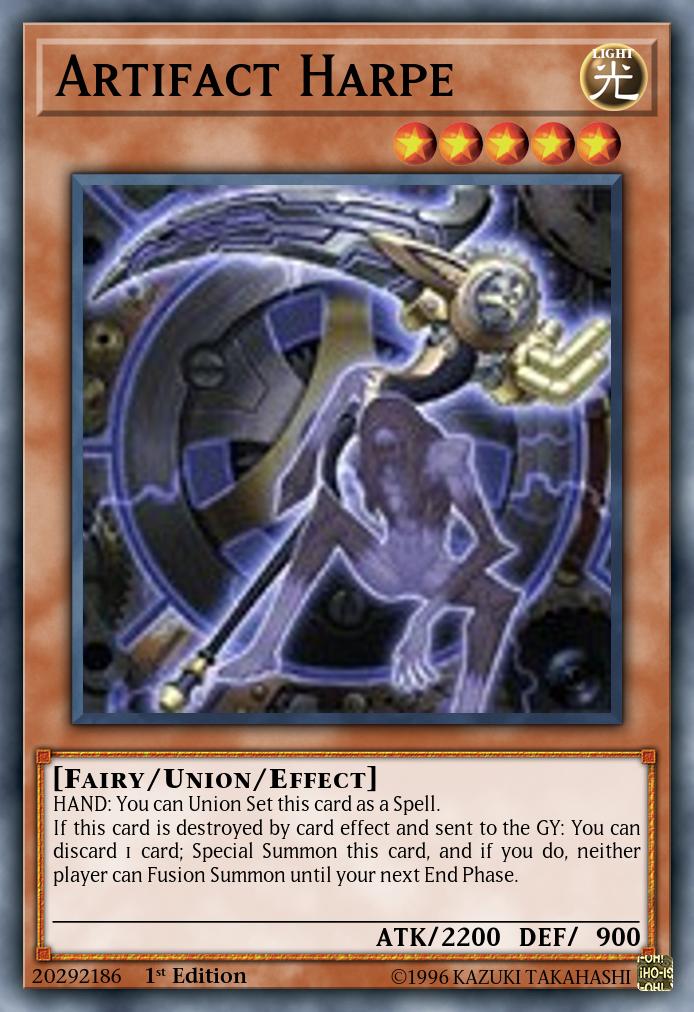 Artifact Harpe
LIGHT
光
[Fairy/Union/Effect]
HAND: You can Union Set this card as a Spell.
If this card is destroyed by card effect and sent to the GY: You can
discard 1 card; Special Summon this card, and if you do, neither
player can Fusion Summon until your next End Phase.
ATK/2200 DEF/ 900
20292186 1st Edition ©1996 KAZUKI TAKAHASHI